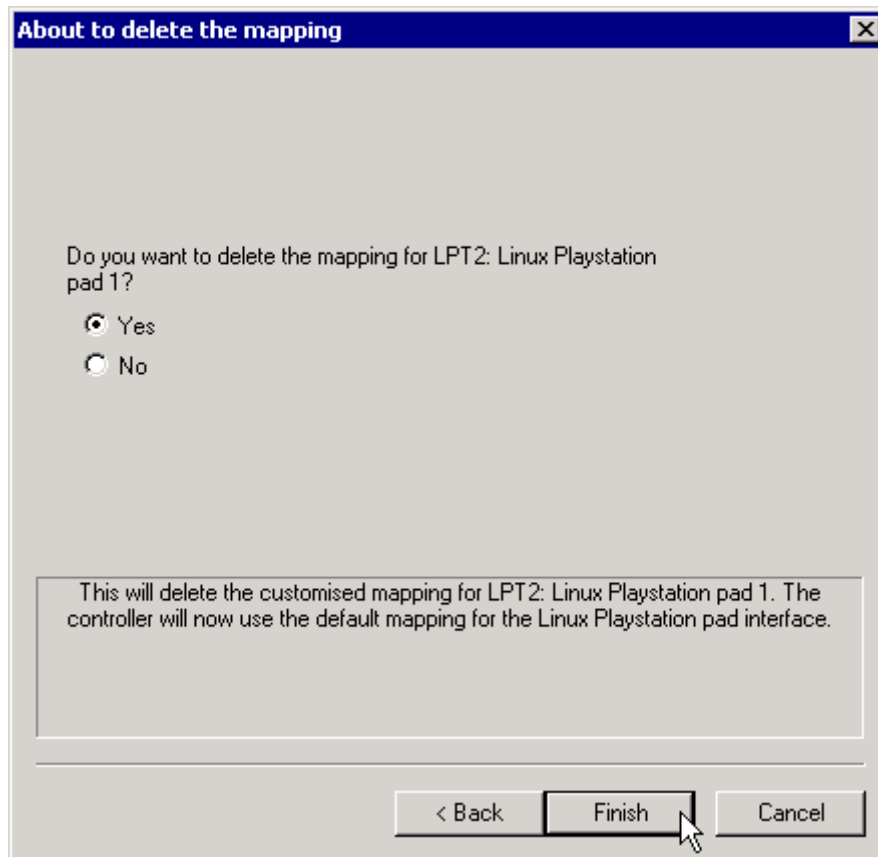 About to delete the mapping
Do you want to delete the mapping for LPT2: Linux Playstation
pad 1?
Yes
No
This will delete the customised mapping for LPT2: Linux Playstation pad 1. The
controller will now use the default mapping for the Linux Playstation pad interface.
< Back
Finish
Cancel